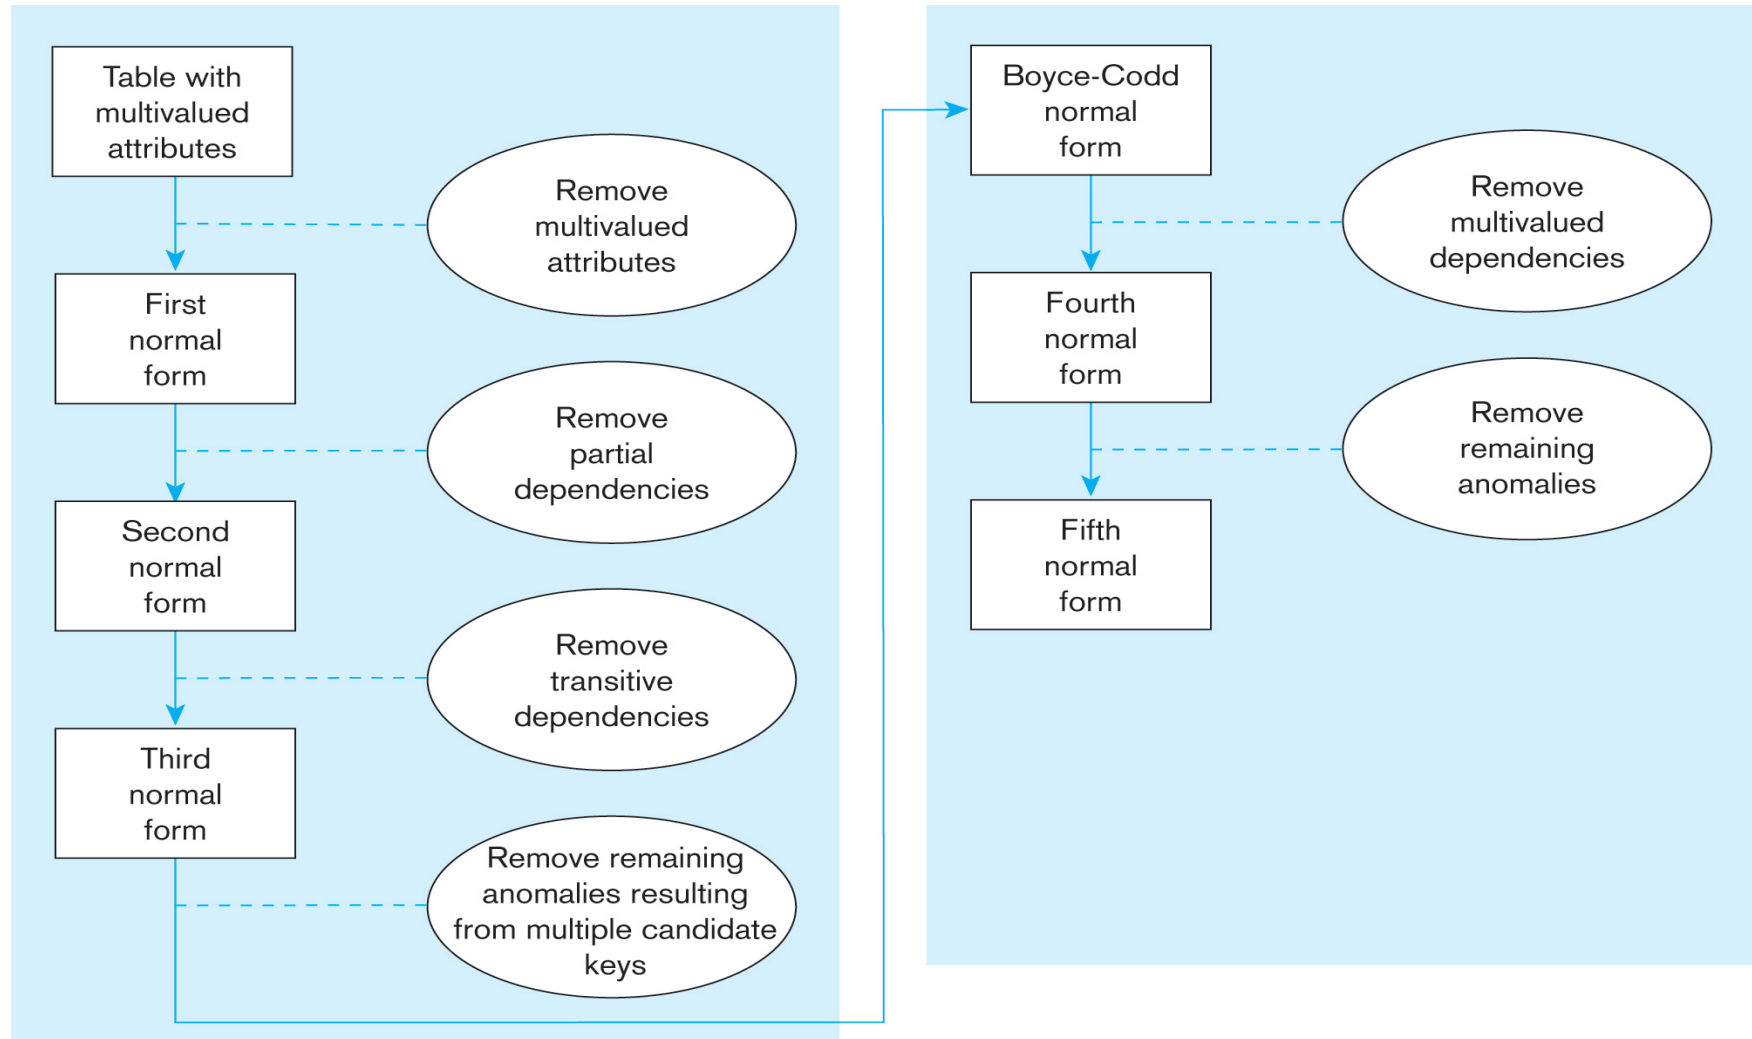 Table with
multivalued
attributes
Remove
multivalued
attributes
First
normal
form
Remove
partial
dependencies
Second
normal
form
Remove
transitive
dependencies
Third
normal
form
Remove remaining
anomalies resulting
from multiple candidate
keys
Boyce-Codd
normal
form
Remove
multivalued
dependencies
Fourth
normal
form
Remove
remaining
anomalies
Fifth
normal
form